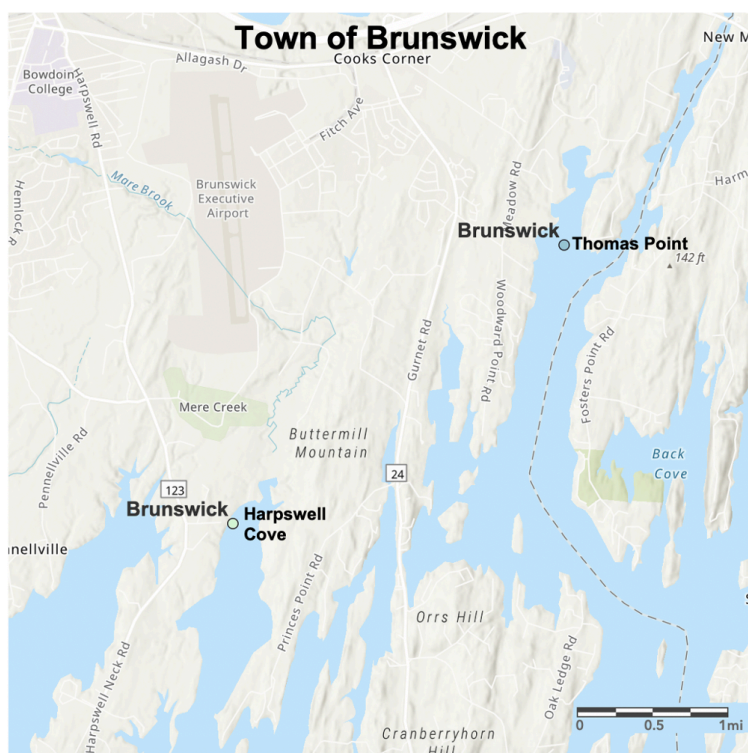 Town of Brunswick
New M
Cooks Corner
Allagash Dr
Bowdoin
College
Harpswell Rd
Fitch Ave
Mare Brook
Hemlock R
Brunswick
Executive
Airport
Meadow Rd
Harm
Brunswick
Thomas Point
142 ft
Woodward Point Rd
Gurnet Rd
Fosters Point Rd
Mere Creek
Buttermill
Mountain
Pennellville Rd
Back
Cove
24
123
Brunswick
Harpswell
Cove
nnellville
Princes Point Rd
S
Orrs Hill
Harpswell Neck Rd
Oak Ledge Rd
Cranberryhorn
Hill
0 0.5 1mi